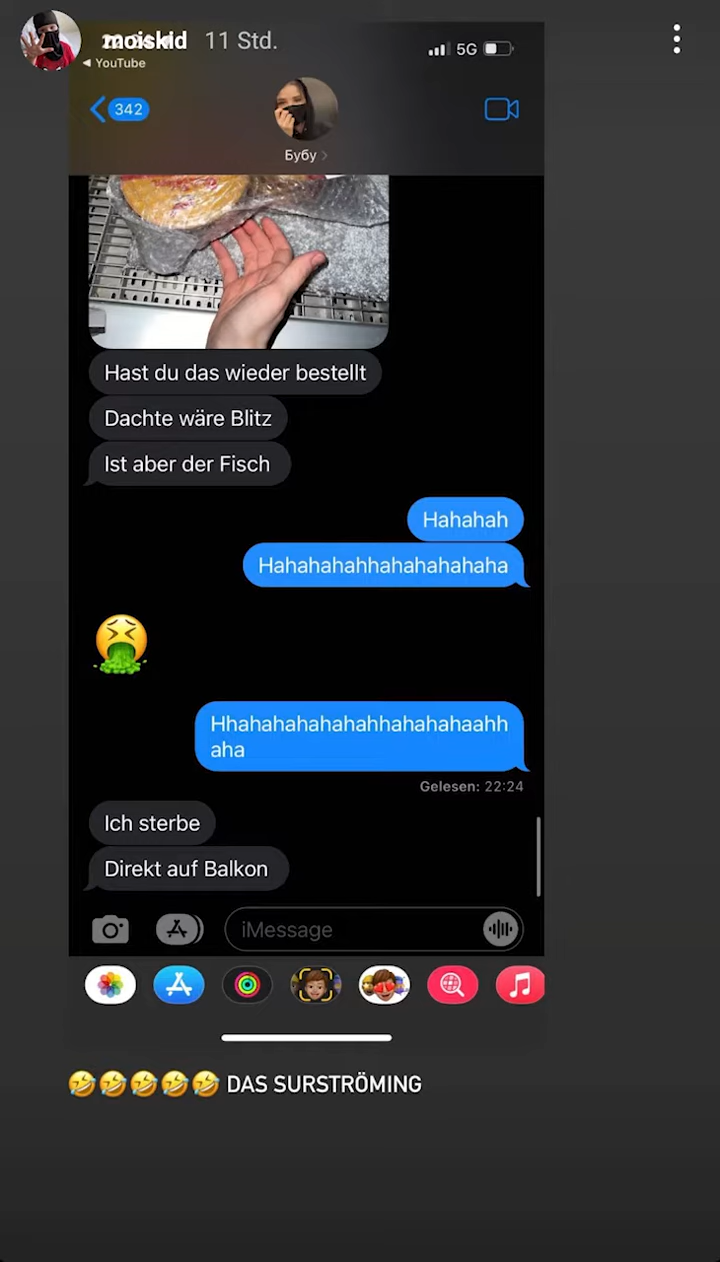 moiskid 11 Std.
5G
◀ YouTube
342
Бубу >
Hast du das wieder bestellt
Dachte wäre Blitz
Ist aber der Fisch
Hahahah
Hahahahahhahahahahaha
Hhahahahahahahhahahahaahh
aha
Gelesen: 22:24
Ich sterbe
Direkt auf Balkon
iMessage
🤣🤣🤣🤣🤣 DAS SURSTRÖMING